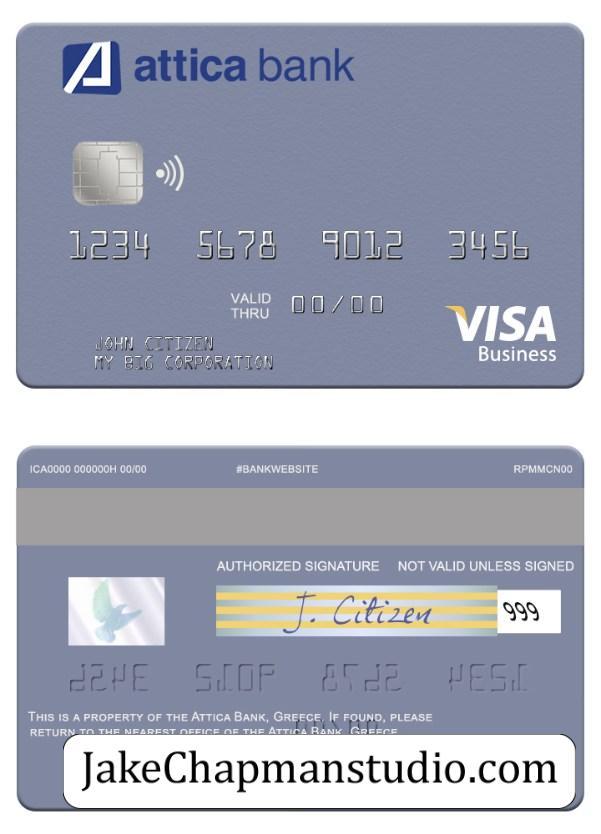 attica bank
1234 5678 9012 3456
VALID THRU 00/00
JOHN CITIZEN
MY BIG CORPORATION
VISA
Business
ICA0000 000000H 00/00 #BANKWEBSITE RPMMCN00
AUTHORIZED SIGNATURE NOT VALID UNLESS SIGNED
J. Citizen 999
THIS IS A PROPERTY OF THE ATTICA BANK, GREECE. IF FOUND, PLEASE
RETURN TO THE NEAREST OFFICE OF THE ATTICA BANK, GREECE
JakeChapmanstudio.com